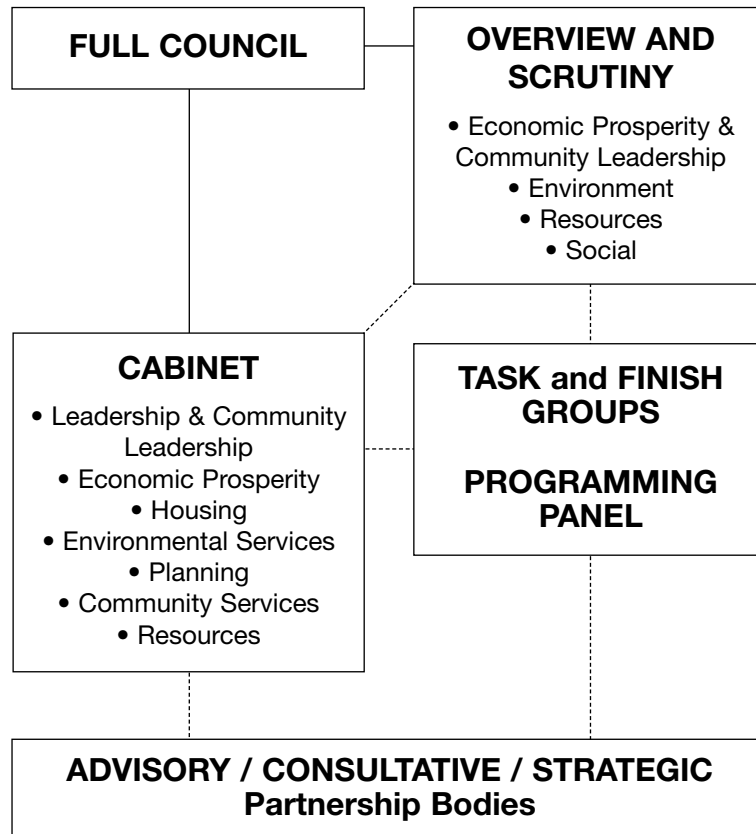 FULL COUNCIL
OVERVIEW AND
SCRUTINY
• Economic Prosperity &
Community Leadership
• Environment
• Resources
• Social
CABINET
• Leadership & Community
Leadership
• Economic Prosperity
• Housing
• Environmental Services
• Planning
• Community Services
• Resources
TASK and FINISH
GROUPS
PROGRAMMING
PANEL
ADVISORY / CONSULTATIVE / STRATEGIC
Partnership Bodies